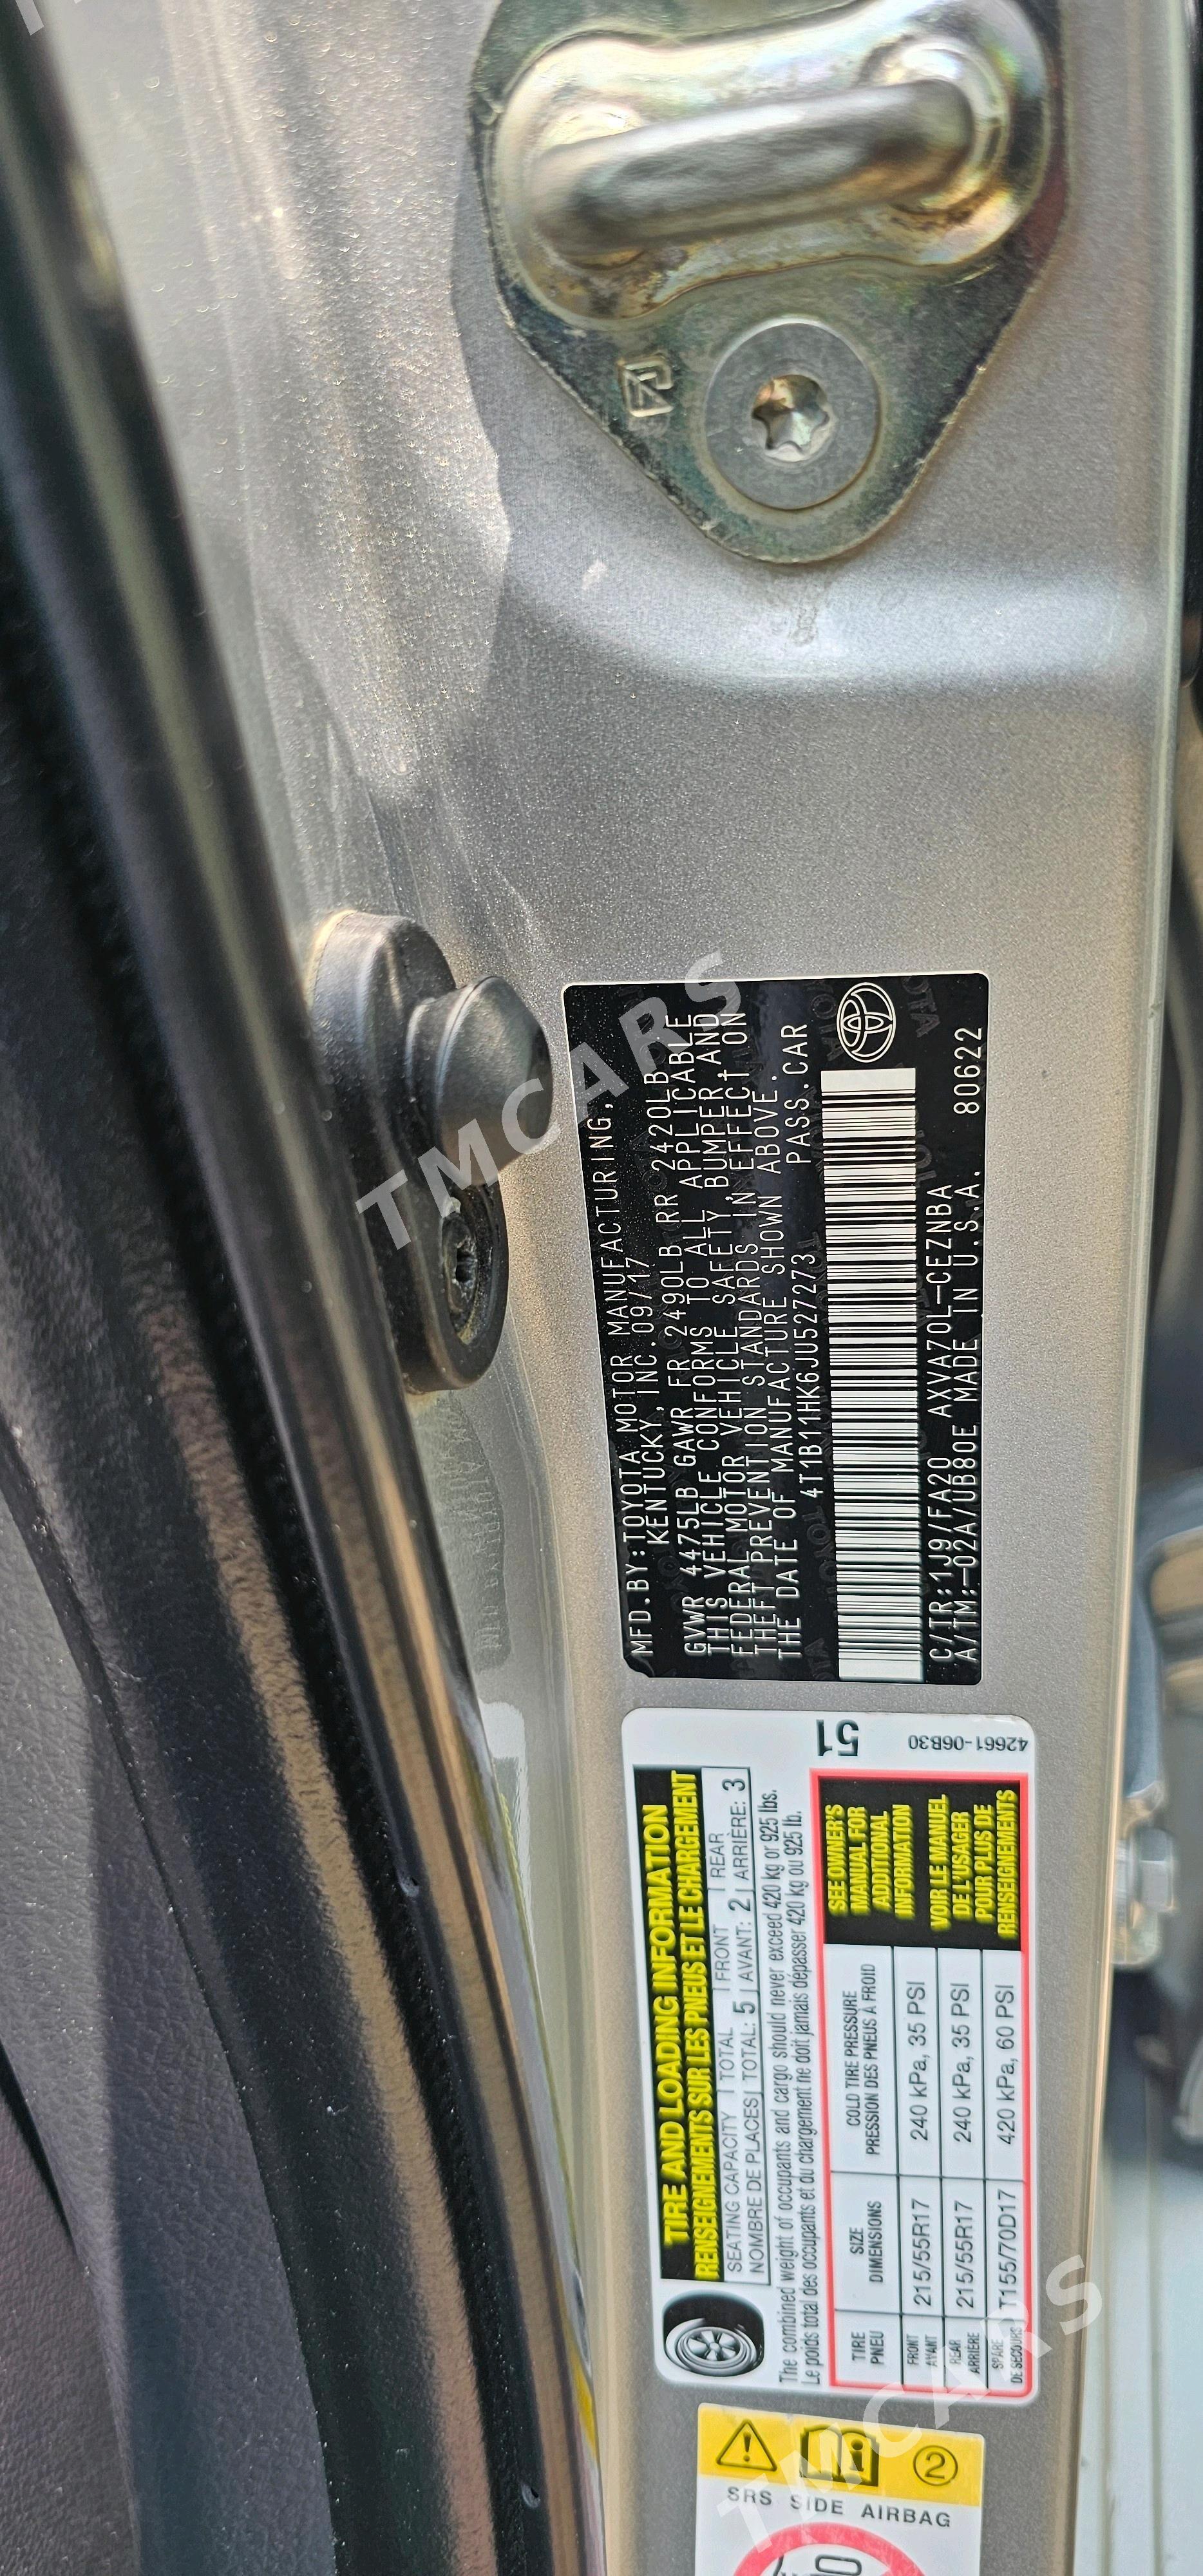 MFD.BY:TOYOTA MOTOR MANUFACTURING,
KENTUCKY, INC. 09/17
GVWR 4475LB GAWR FR 2490LB RR 2420LB
THIS VEHICLE CONFORMS TO ALL APPLICABLE
FEDERAL MOTOR VEHICLE SAFETY, BUMPER, AND
THEFT PREVENTION STANDARDS IN EFFECT ON
THE DATE OF MANUFACTURE SHOWN ABOVE.
4T1B11HK6JU527273 PASS.CAR
C/TR:1J9/FA20 AXVA70L-CEZNBA
A/TM:-02A/UB80E MADE IN U.S.A. 80622
TIRE AND LOADING INFORMATION
RENSEIGNEMENTS SUR LES PNEUS ET LE CHARGEMENT
SEATING CAPACITY TOTAL FRONT REAR
NOMBRE DE PLACES TOTAL: 5 AVANT: 2 ARRIÈRE: 3
The combined weight of occupants and cargo should never exceed 420 kg or 925 lbs.
Le poids total des occupants et du chargement ne doit jamais dépasser 420 kg ou 925 lb.
51
42661-06B30
TIRE SIZE COLD TIRE PRESSURE
PNEU DIMENSIONS PRESSION DES PNEUS À FROID
FRONT
AVANT 215/55R17 240 kPa, 35 PSI
REAR
ARRIÈRE 215/55R17 240 kPa, 35 PSI
SPARE
DE SECOURS T155/70D17 420 kPa, 60 PSI
SEE OWNER'S
MANUAL FOR
ADDITIONAL
INFORMATION
VOIR LE MANUEL
DE L'USAGER
POUR PLUS DE
RENSEIGNEMENTS
2
SRS SIDE AIRBAG
TMCARS
TMCARS